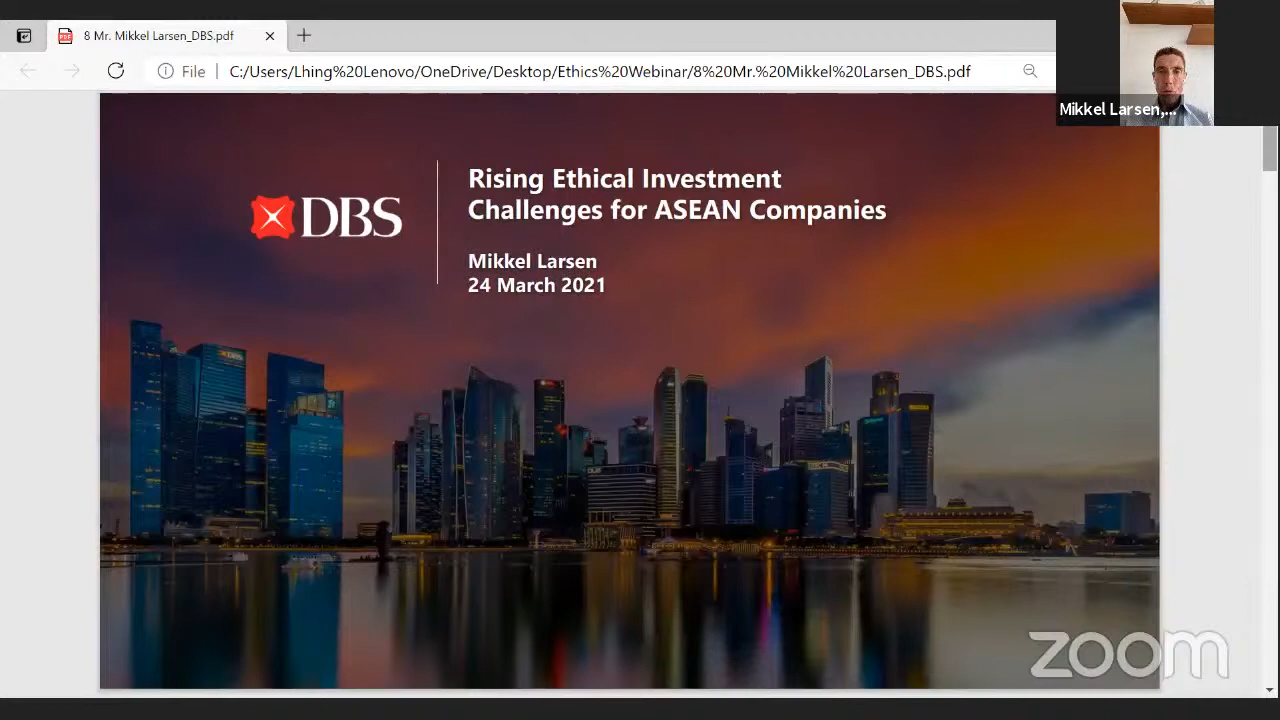 8 Mr. Mikkel Larsen_DBS.pdf
File
C:/Users/Lhing%20Lenovo/OneDrive/Desktop/Ethics%20Webinar/8%20Mr.%20Mikkel%20Larsen_DBS.pdf
Mikkel Larsen,...
DBS
Rising Ethical Investment
Challenges for ASEAN Companies
Mikkel Larsen
24 March 2021
DBS
zoom